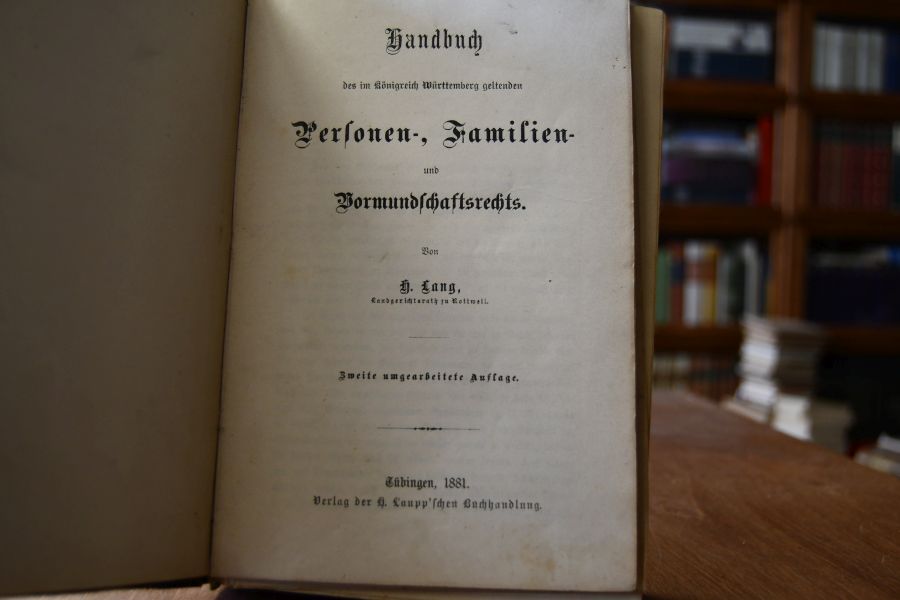 Handbuch
des im Königreich Württemberg geltenden
Personen-, Familien-
und
Vormundschaftsrechts.
Von
H. Lang,
Landgerichtsrath zu Rottweil.
Zweite umgearbeitete Auflage.
Tübingen, 1881.
Verlag der H. Laupp'schen Buchhandlung.